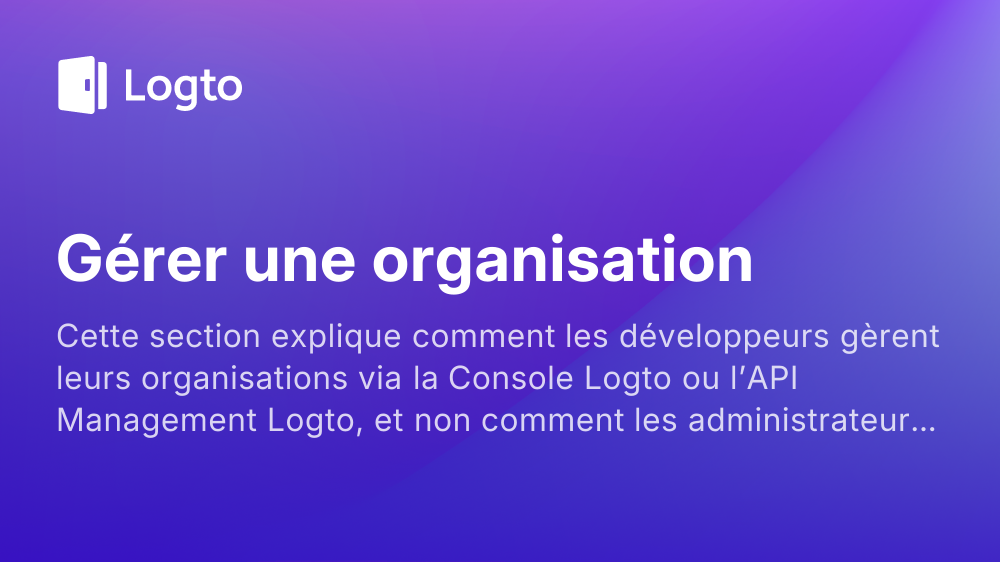 Logto
Gérer une organisation
Cette section explique comment les développeurs gèrent
leurs organisations via la Console Logto ou l’API
Management Logto, et non comment les administrateur…